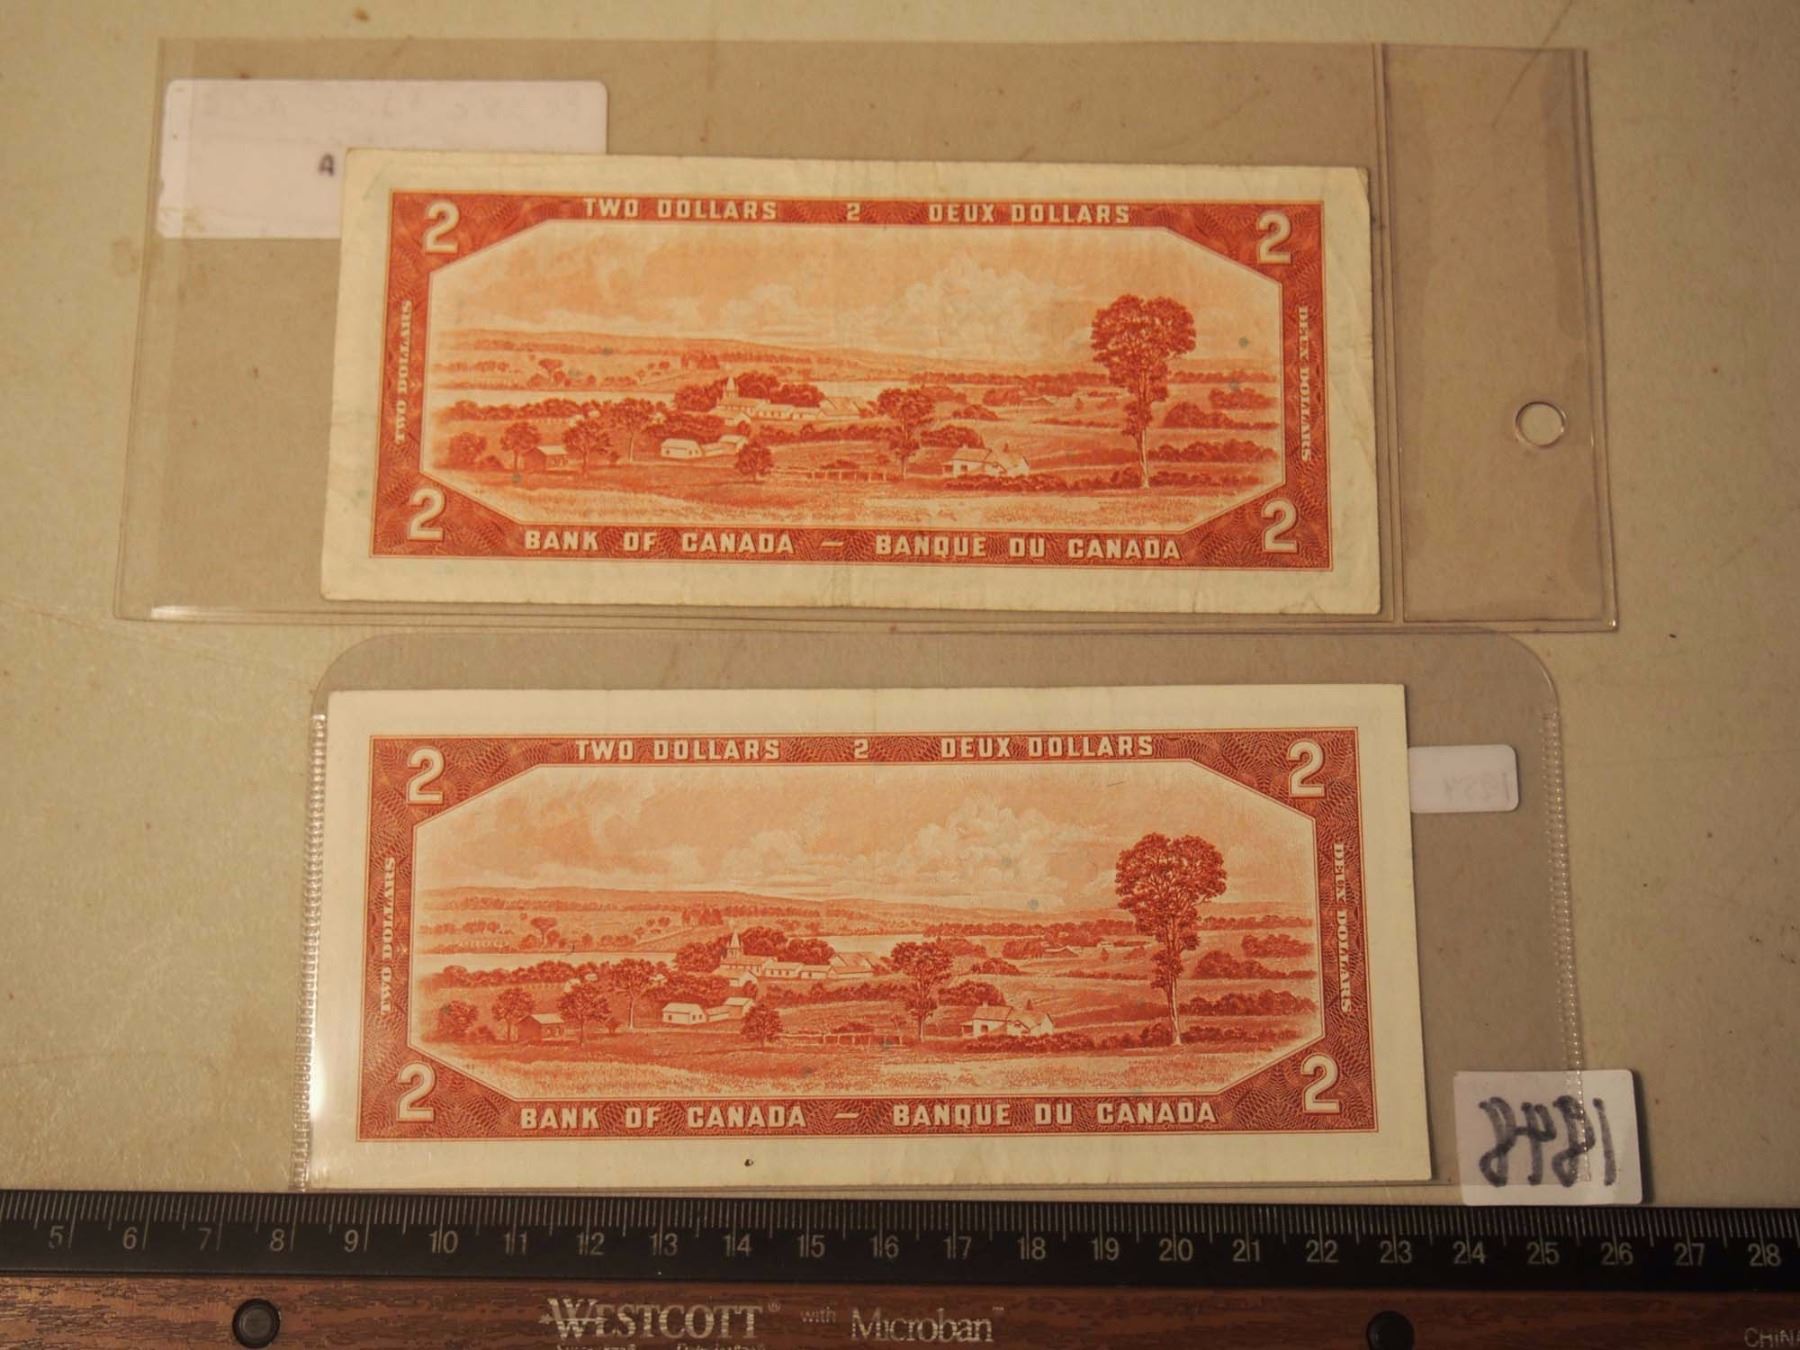 A
2 TWO DOLLARS 2 DEUX DOLLARS 2
TWO DOLLARS
DEUX DOLLARS
2 BANK OF CANADA — BANQUE DU CANADA 2
2 TWO DOLLARS 2 DEUX DOLLARS 2
1954
TWO DOLLARS
DEUX DOLLARS
2 BANK OF CANADA — BANQUE DU CANADA 2
5 6 7 8 9 10 11 12 13 14 15 16 17 18 19 20 21 22 23 24 25 26 27 28
WESTCOTT® with Microban™
CHINA